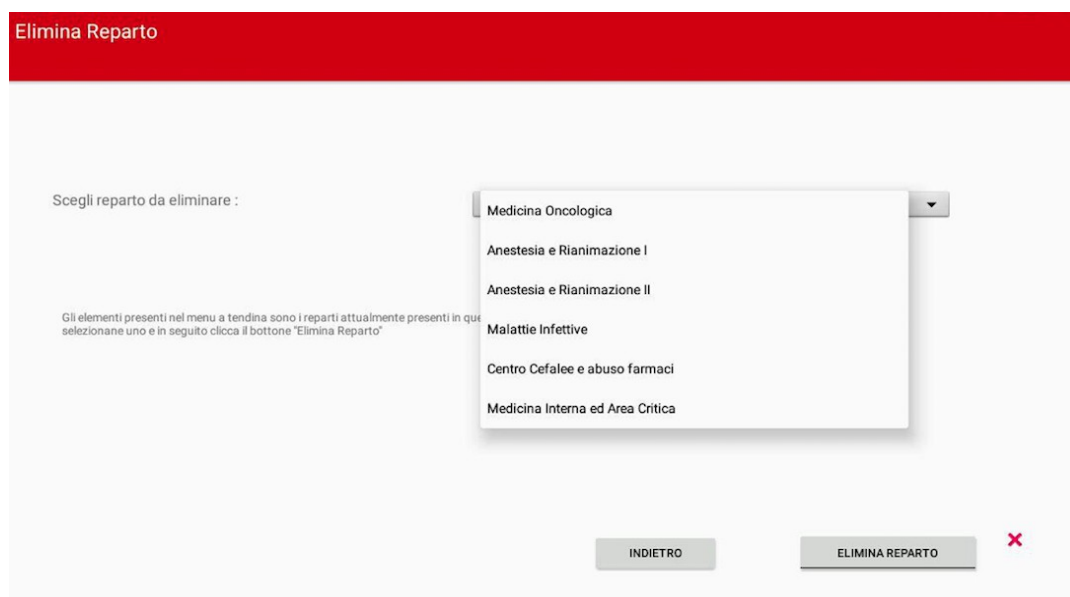 Elimina Reparto
Scegli reparto da eliminare :
Medicina Oncologica
Anestesia e Rianimazione I
Anestesia e Rianimazione II
Malattie Infettive
Centro Cefalee e abuso farmaci
Medicina Interna ed Area Critica
Gli elementi presenti nel menu a tendina sono i reparti attualmente presenti in
selezionane uno e in seguito clicca il bottone "Elimina Reparto"
INDIETRO
ELIMINA REPARTO